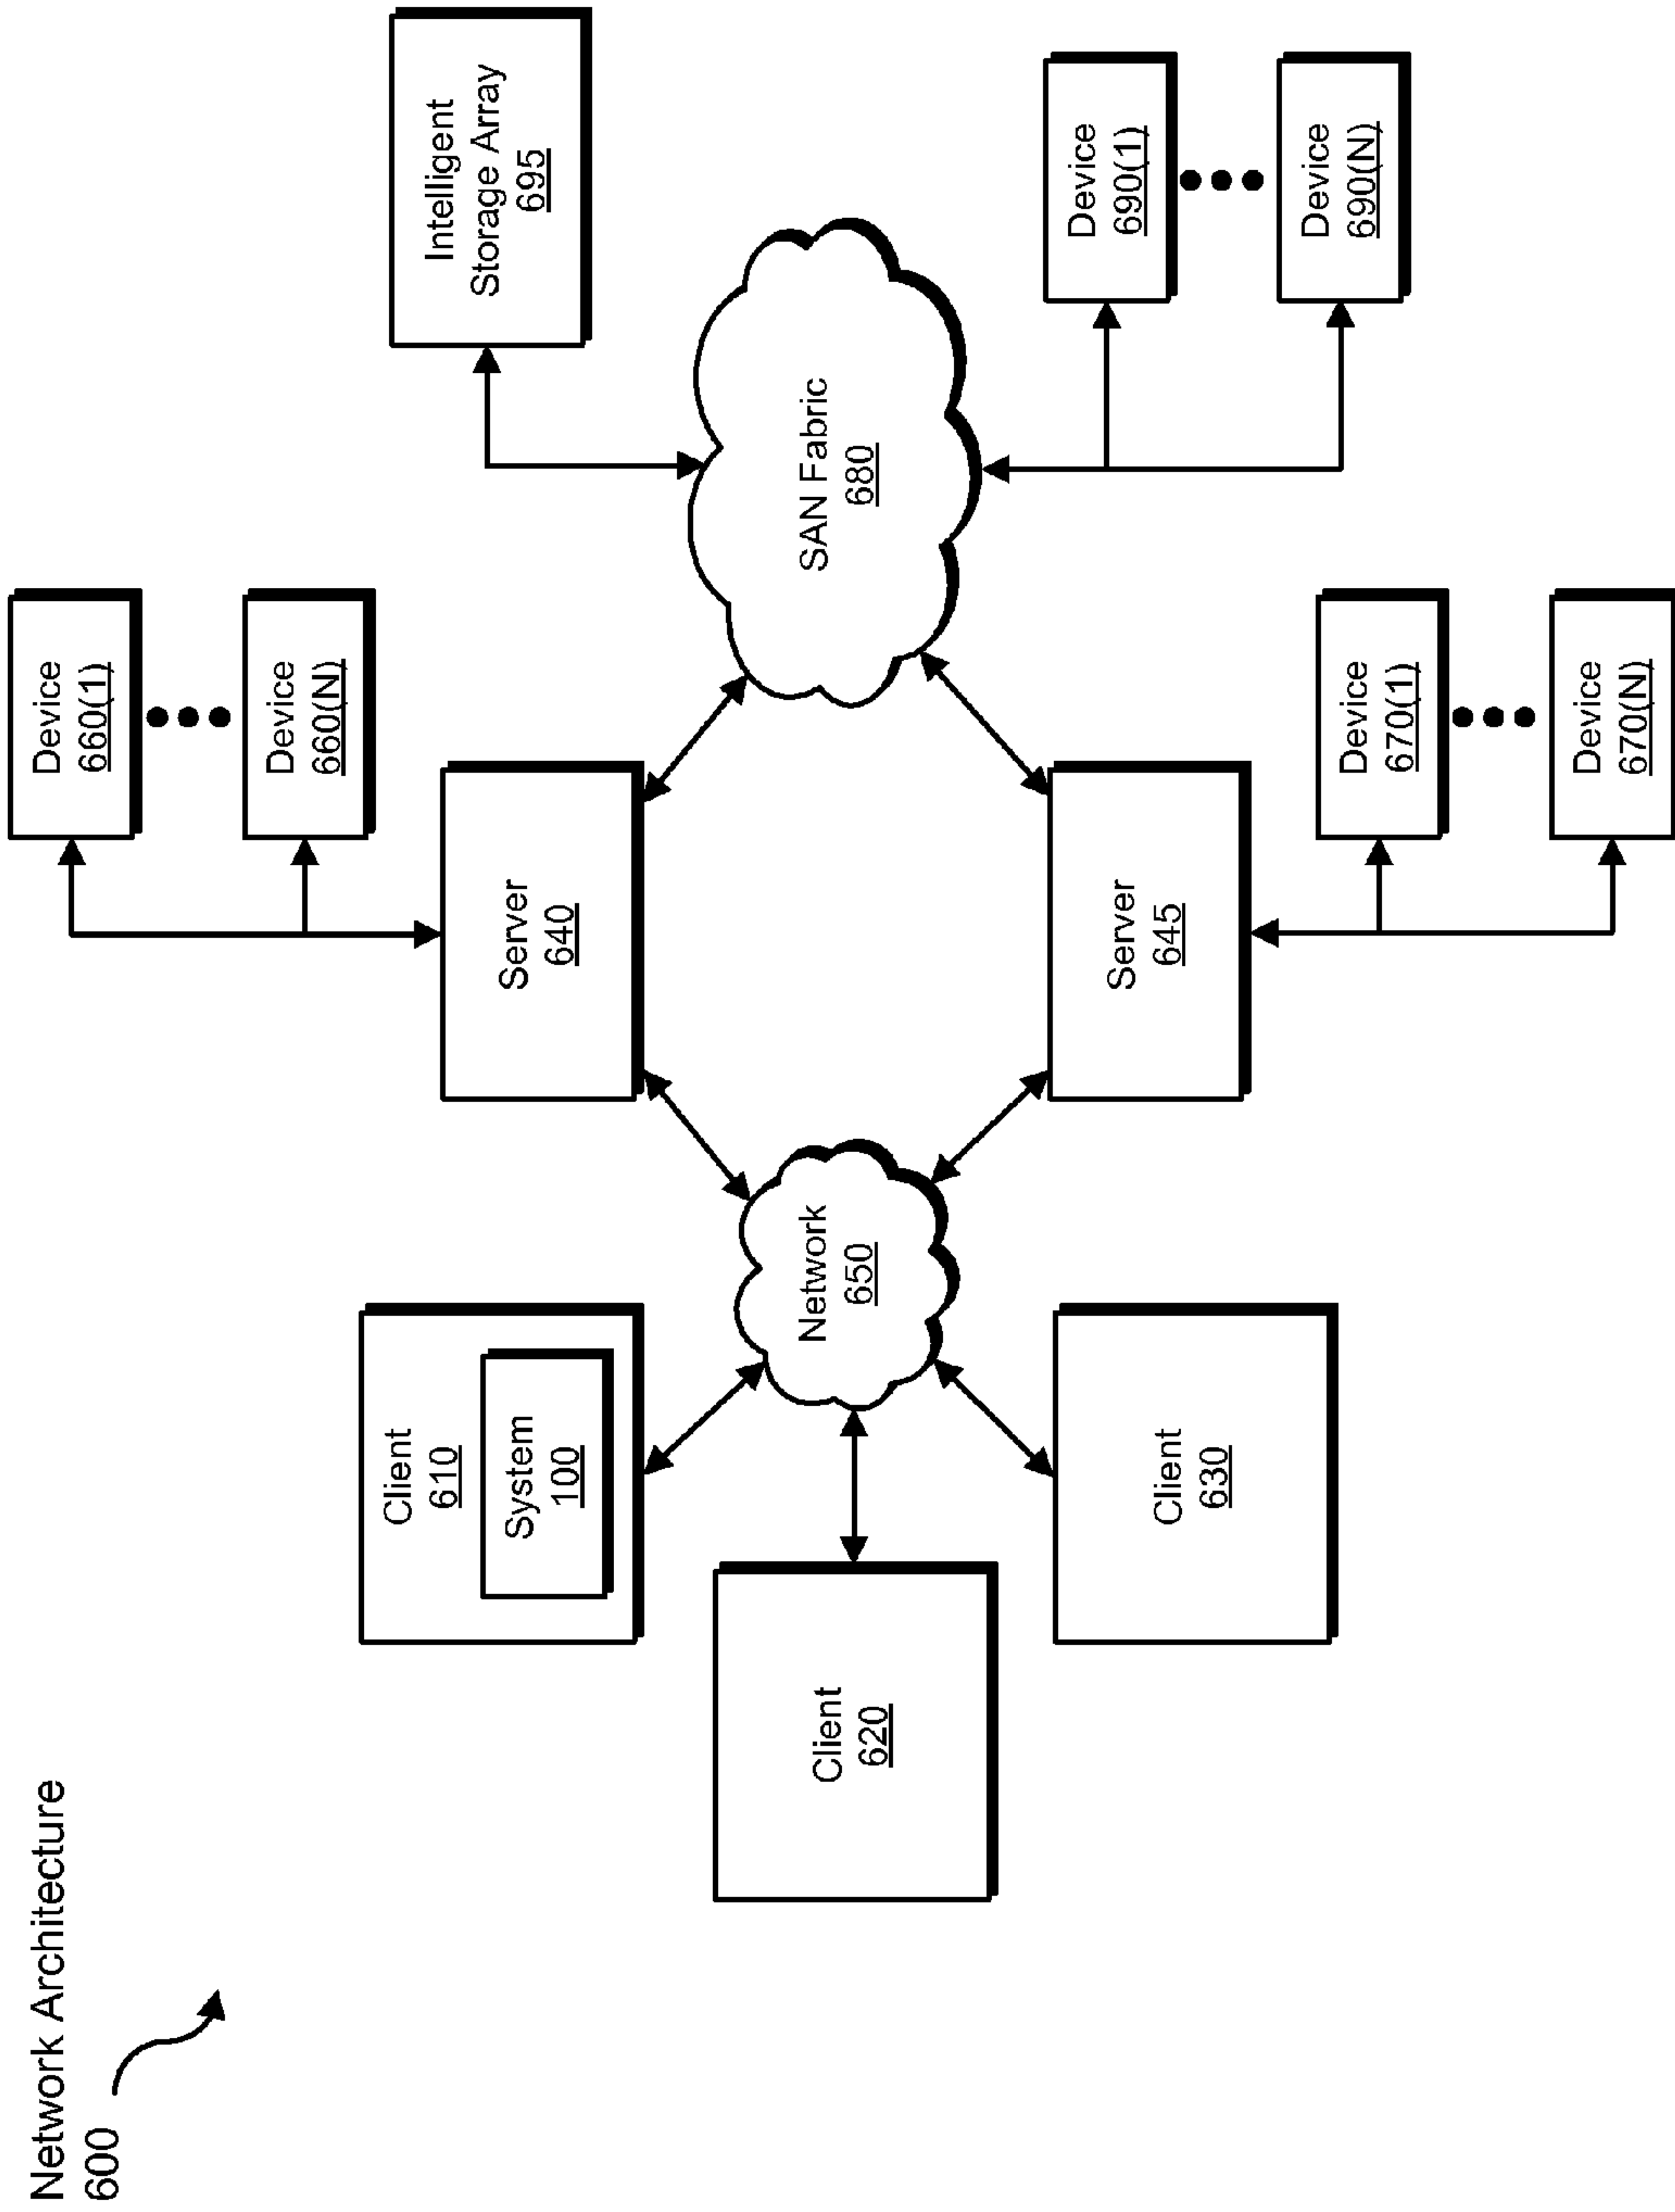 Network Architecture
600
Client
610
System
100
Client
620
Client
630
Network
650
Server
640
Server
645
Device
660(1)
Device
660(N)
Device
670(1)
Device
670(N)
SAN Fabric
680
Intelligent
Storage Array
695
Device
690(1)
Device
690(N)